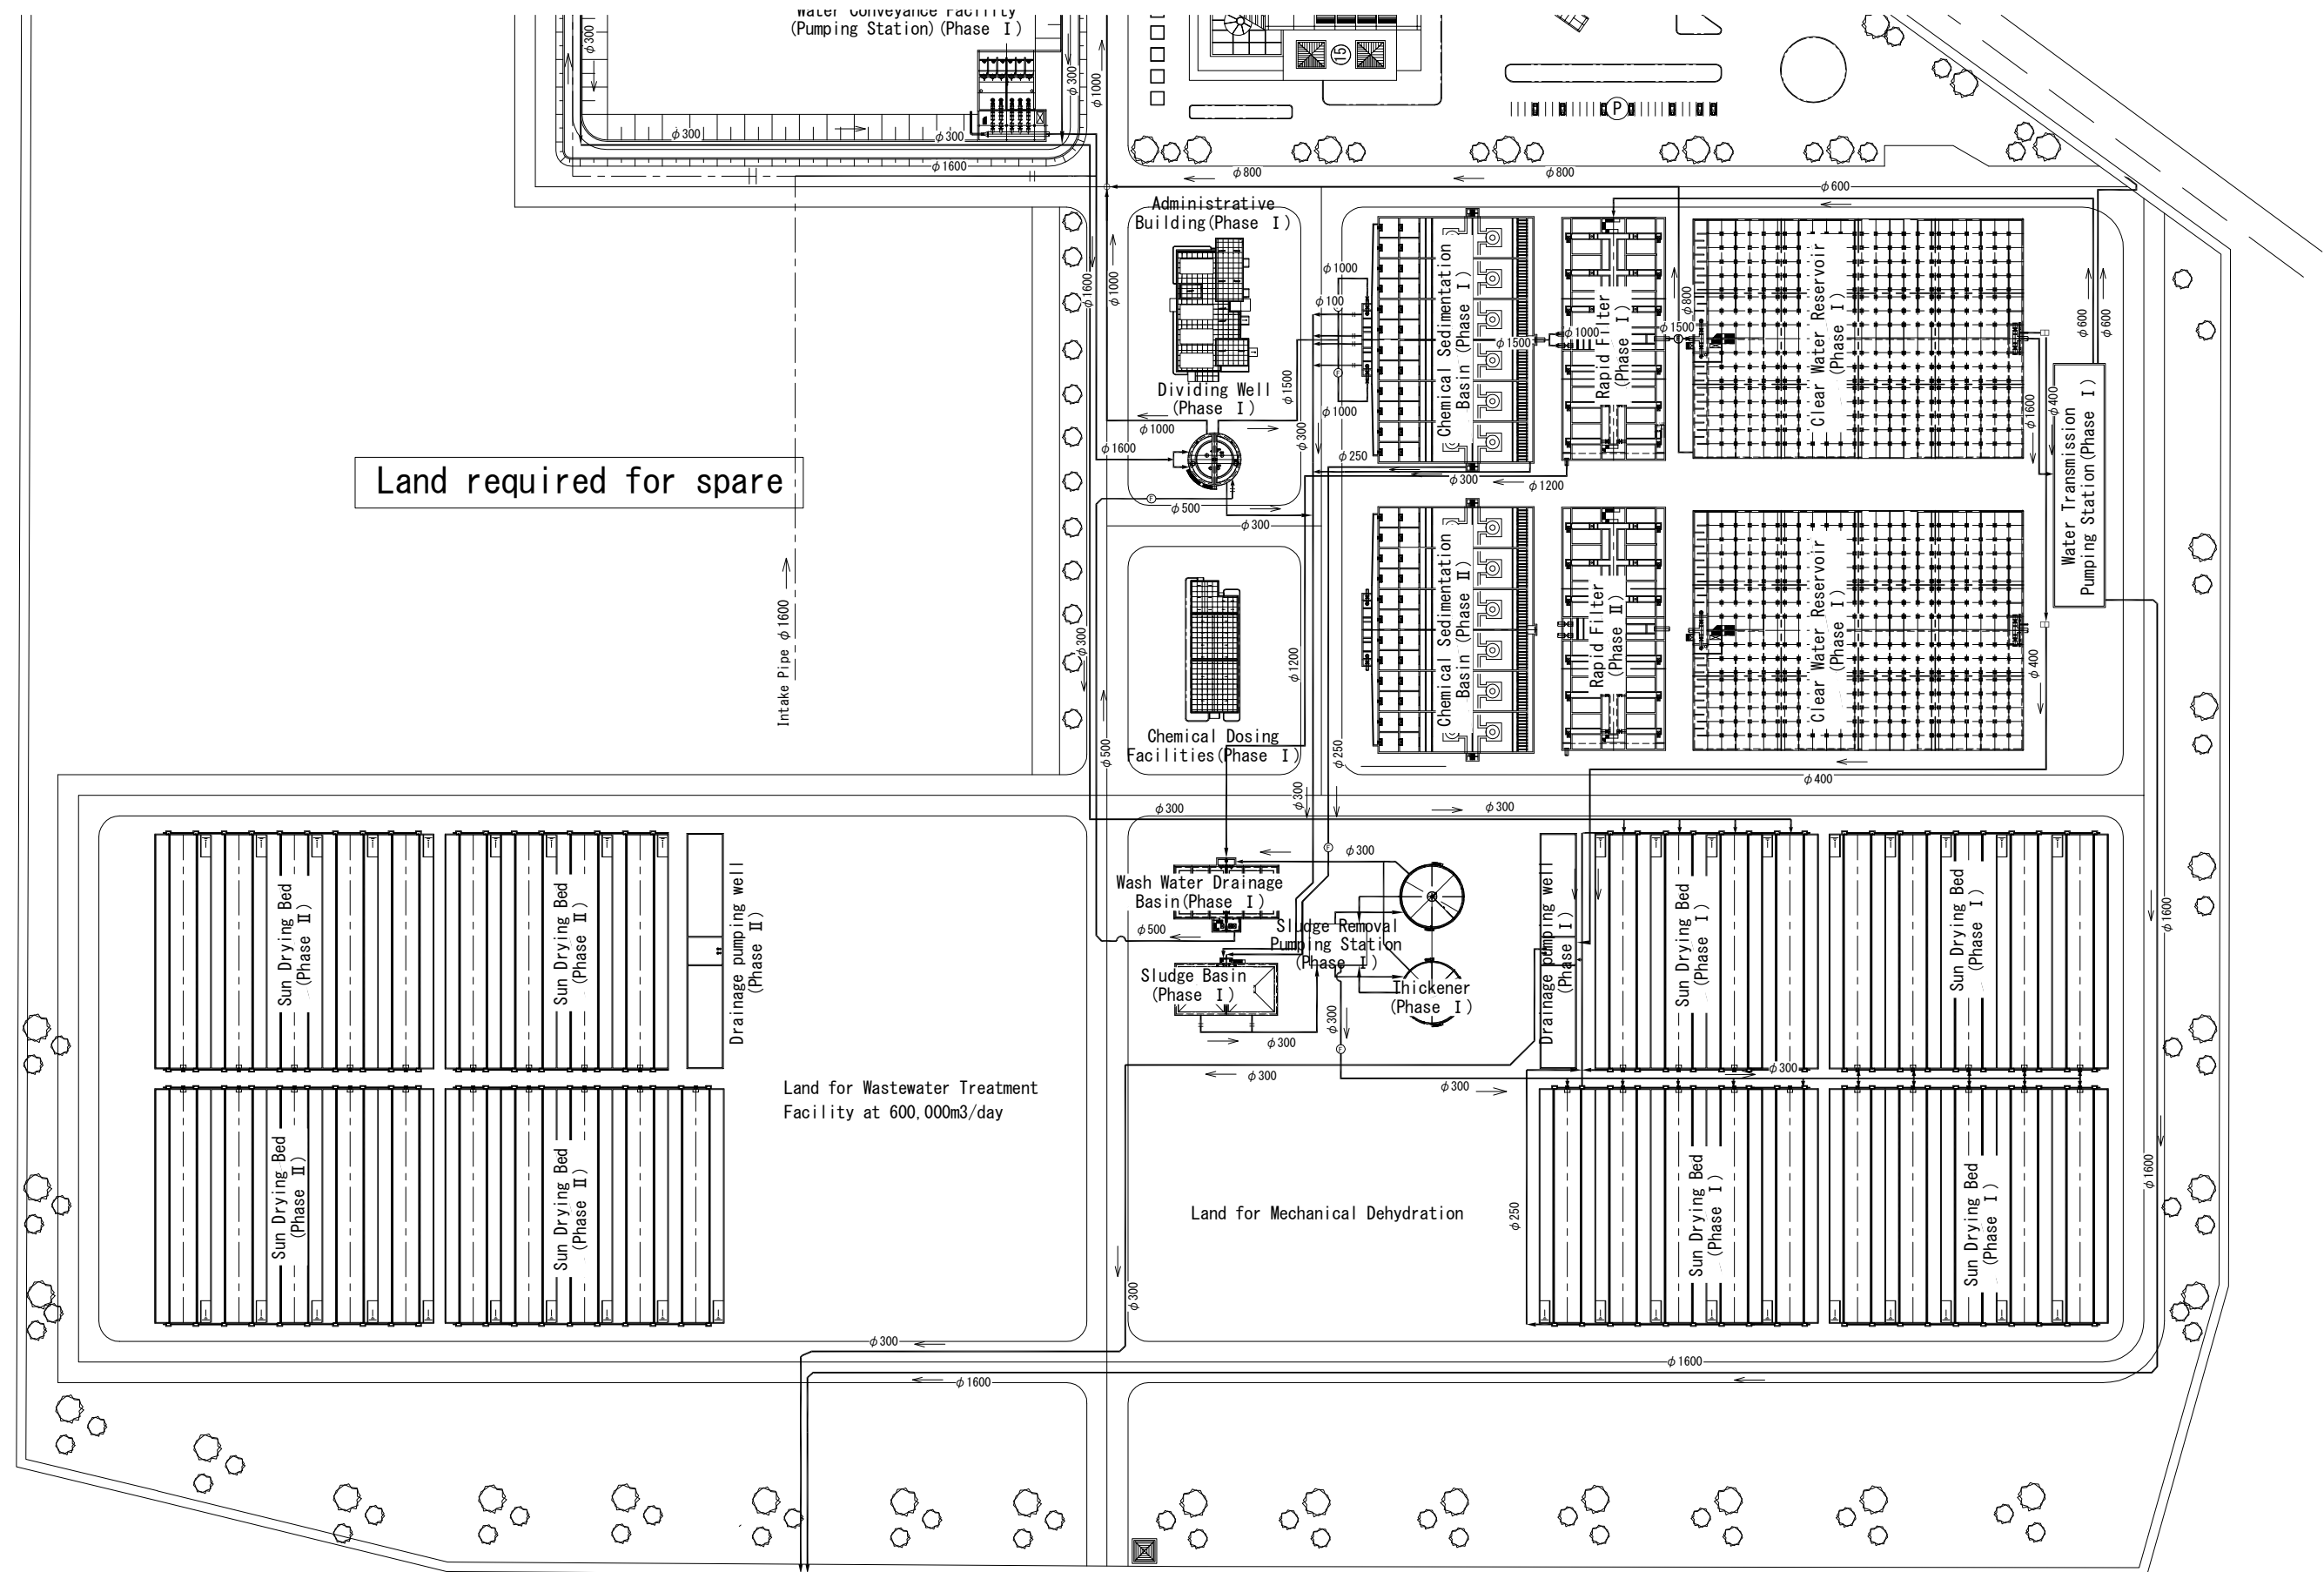 Water Conveyance Facility
(Pumping Station)(Phase Ⅰ)
φ300
φ300
φ1000
15
P
φ300
φ300
φ1600
φ800
φ800
φ600
Administrative
Building(Phase Ⅰ)
φ1600
φ1000
Dividing Well
(Phase Ⅰ)
φ1000
φ1600
φ500
φ300
φ1500
φ300
φ1000
φ100
F
φ1000
φ250
Chemical Sedimentation
Basin (Phase Ⅰ)
φ1500
φ1000
Rapid Filter
(Phase Ⅰ)
φ800
φ1500
Clear Water Reservoir
(Phase Ⅰ)
φ600
φ600
φ1600
φ400
Water Transmission
Pumping Station(Phase Ⅰ)
φ300
φ1200
Land required for spare
F
Intake Pipe φ1600
φ300
φ500
Chemical Dosing
Facilities(Phase Ⅰ)
φ1200
φ250
Chemical Sedimentation
Basin (Phase Ⅱ)
Rapid Filter
(Phase Ⅱ)
Clear Water Reservoir
(Phase Ⅰ)
φ400
φ400
φ300
φ300
φ300
Sun Drying Bed
(Phase Ⅱ)
Sun Drying Bed
(Phase Ⅱ)
Drainage pumping well
(Phase Ⅱ)
Wash Water Drainage
Basin(Phase Ⅰ)
φ500
F
φ300
Sludge Removal
Pumping Station
(Phase Ⅰ)
Sludge Basin
(Phase Ⅰ)
φ300
Thickener
(Phase Ⅰ)
φ300
F
φ300
φ300
Drainage pumping well
(Phase Ⅰ)
Sun Drying Bed
(Phase Ⅰ)
φ300
Sun Drying Bed
(Phase Ⅰ)
φ1600
Land for Wastewater Treatment
Facility at 600,000m3/day
Sun Drying Bed
(Phase Ⅱ)
Sun Drying Bed
(Phase Ⅱ)
Land for Mechanical Dehydration
φ250
Sun Drying Bed
(Phase Ⅰ)
Sun Drying Bed
(Phase Ⅰ)
φ1600
φ300
φ300
φ1600
φ1600